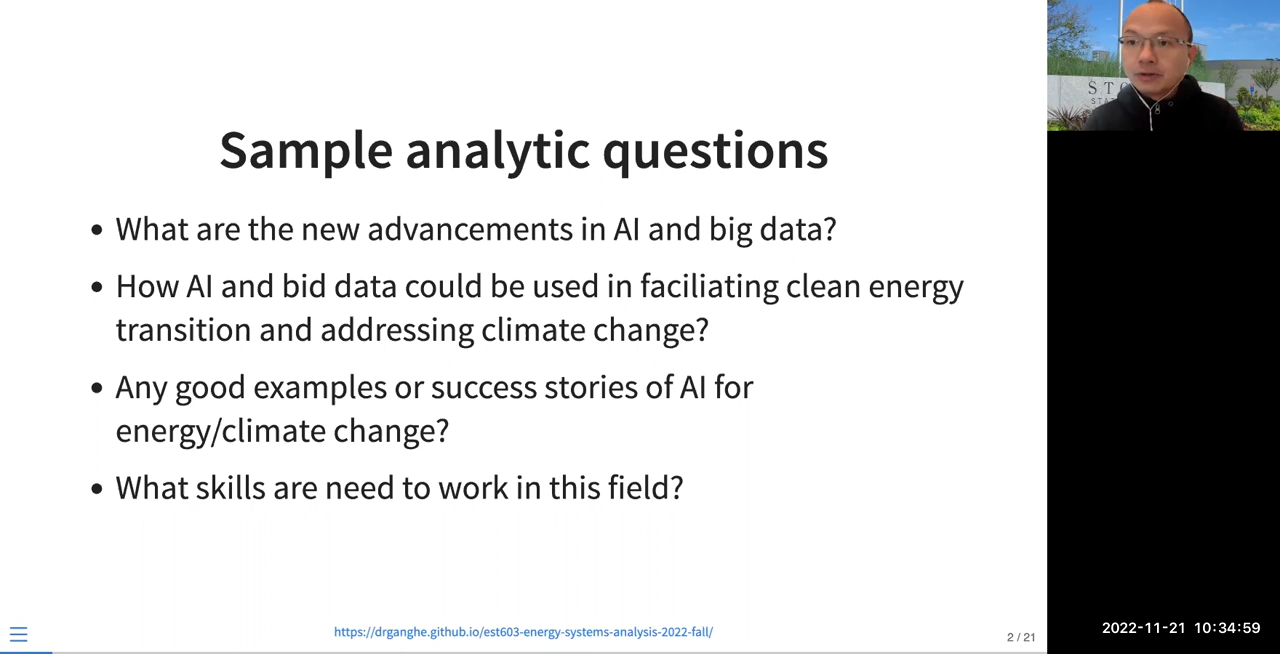 Sample analytic questions
• What are the new advancements in AI and big data?
• How AI and bid data could be used in faciliating clean energy
transition and addressing climate change?
• Any good examples or success stories of AI for
energy/climate change?
• What skills are need to work in this field?
https://drganghe.github.io/est603-energy-systems-analysis-2022-fall/
2 / 21
2022-11-21 10:34:59